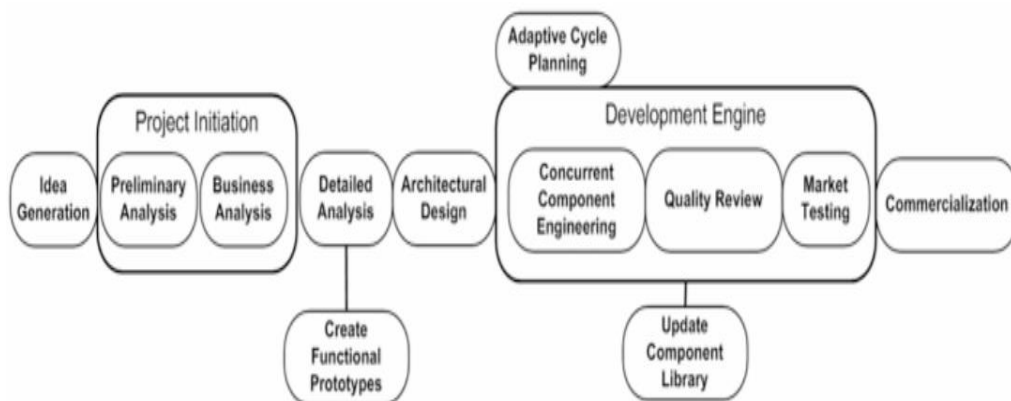 Adaptive Cycle
Planning
Project Initiation
Development Engine
Idea
Generation
Preliminary
Analysis
Business
Analysis
Detailed
Analysis
Architectural
Design
Concurrent
Component
Engineering
Quality Review
Market
Testing
Commercialization
Create
Functional
Prototypes
Update
Component
Library